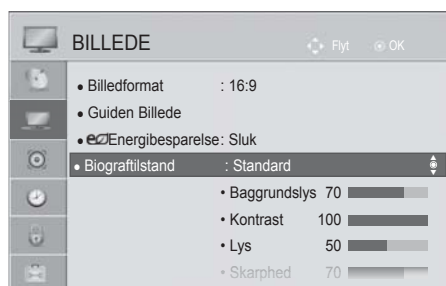 BILLEDE Flyt OK
• Billedformat : 16:9
• Guiden Billede
• eco Energibesparelse: Sluk
• Biograftilstand : Standard
• Baggrundslys 70
• Kontrast 100
• Lys 50
• Skarphed 70